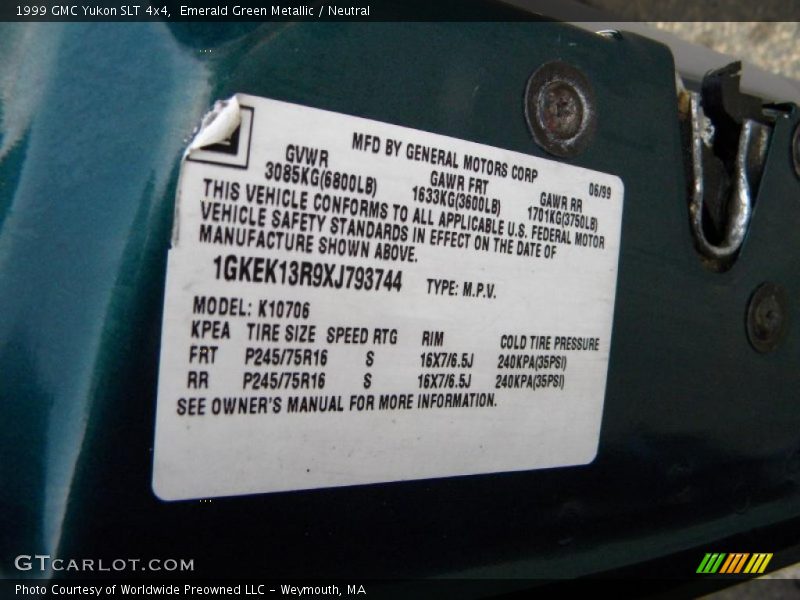 1999 GMC Yukon SLT 4x4,  Emerald Green Metallic / Neutral
MFD BY GENERAL MOTORS CORP 06/99
GVWR GAWR FRT GAWR RR
3085KG(6800LB) 1633KG(3600LB) 1701KG(3750LB)
THIS VEHICLE CONFORMS TO ALL APPLICABLE U.S. FEDERAL MOTOR
VEHICLE SAFETY STANDARDS IN EFFECT ON THE DATE OF
MANUFACTURE SHOWN ABOVE.
1GKEK13R9XJ793744 TYPE: M.P.V.
MODEL: K10706
KPEA TIRE SIZE SPEED RTG RIM COLD TIRE PRESSURE
FRT P245/75R16 S 16X7/6.5J 240KPA(35PSI)
RR P245/75R16 S 16X7/6.5J 240KPA(35PSI)
SEE OWNER'S MANUAL FOR MORE INFORMATION.
GTCARLOT.COM
Photo Courtesy of Worldwide Preowned LLC - Weymouth, MA